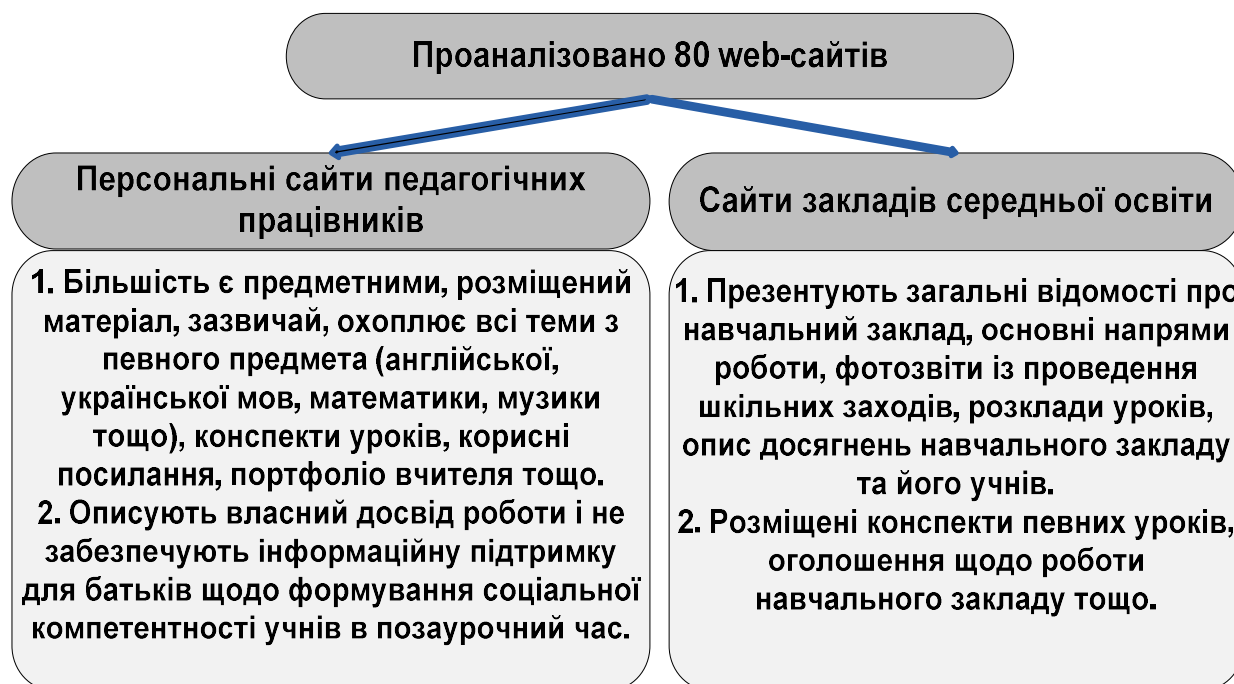 Проаналізовано 80 web-сайтів
Персональні сайти педагогічних
працівників
1. Більшість є предметними, розміщений
матеріал, зазвичай, охоплює всі теми з
певного предмета (англійської,
української мов, математики, музики
тощо), конспекти уроків, корисні
посилання, портфоліо вчителя тощо.
2. Описують власний досвід роботи і не
забезпечують інформаційну підтримку
для батьків щодо формування соціальної
компетентності учнів в позаурочний час.
Сайти закладів середньої освіти
1. Презентують загальні відомості про
навчальний заклад, основні напрями
роботи, фотозвіти із проведення
шкільних заходів, розклади уроків,
опис досягнень навчального закладу
та його учнів.
2. Розміщені конспекти певних уроків,
оголошення щодо роботи
навчального закладу тощо.